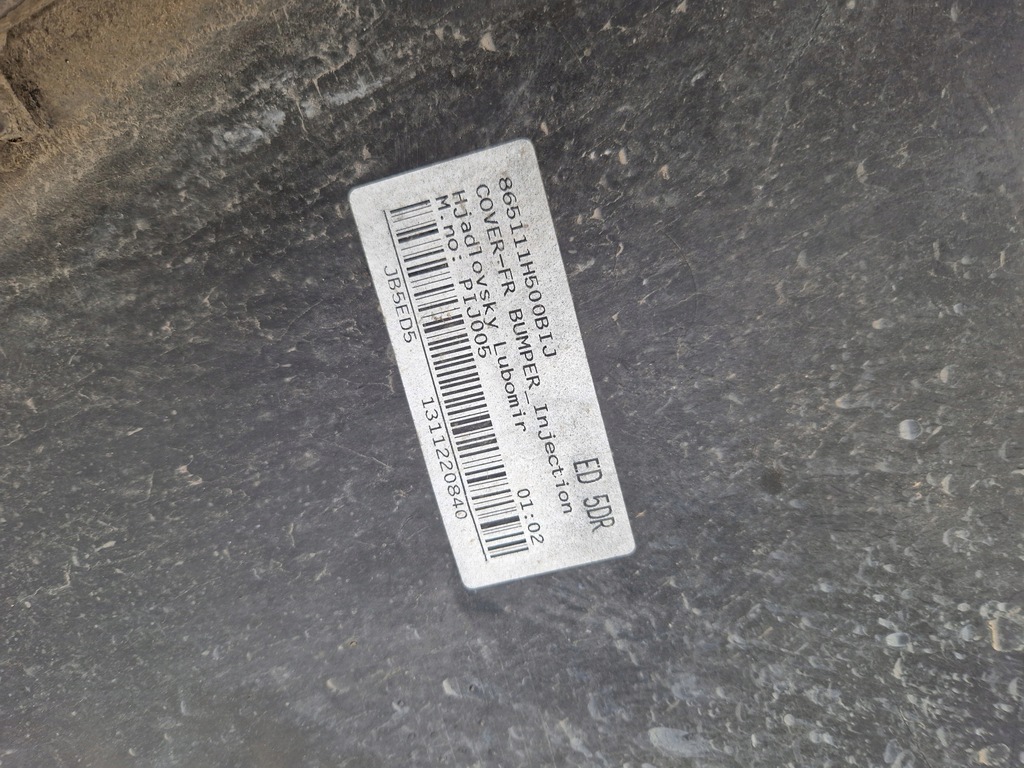 ED 5DR
865111H500BIJ
COVER-FR BUMPER_Injection
Hjadlovsky Lubomir 01:02
M.no: PIJ005
JB5ED5 1311220840